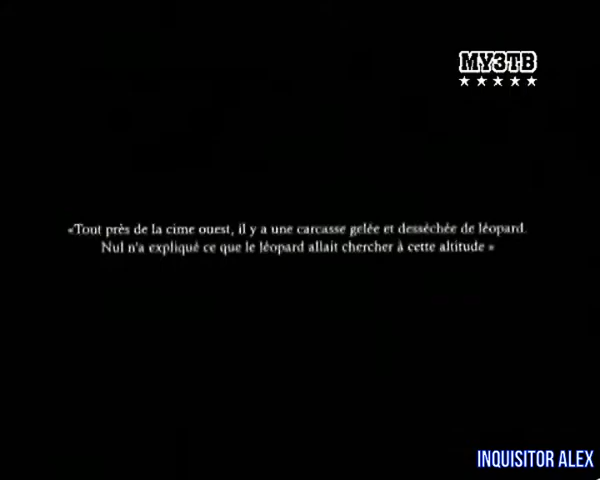 МУЗТВ
«Tout près de la cime ouest, il y a une carcasse gelée et desséchée de léopard.
Nul n'a expliqué ce que le léopard allait chercher à cette altitude »
INQUISITOR ALEX